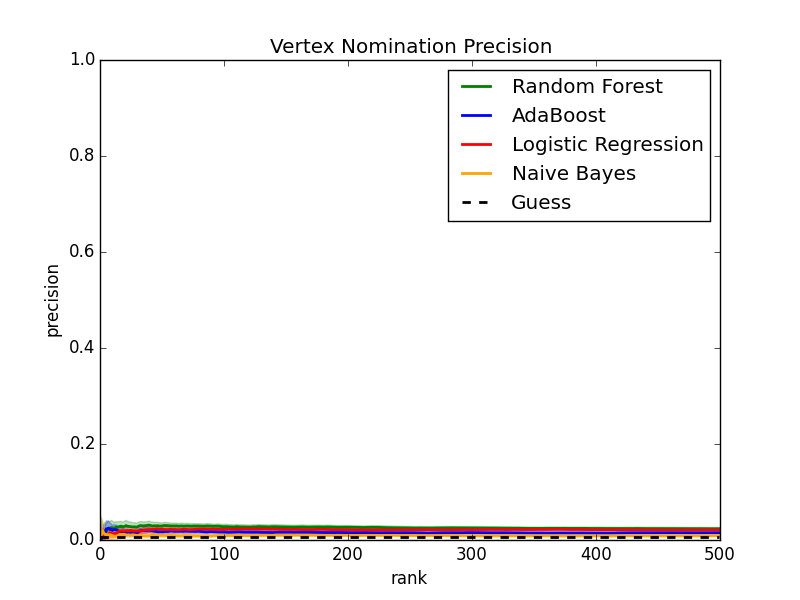 Vertex Nomination Precision
1.0
0.8
0.6
0.4
0.2
0.0
precision
Random Forest
AdaBoost
Logistic Regression
Naive Bayes
Guess
0 100 200 300 400 500
rank